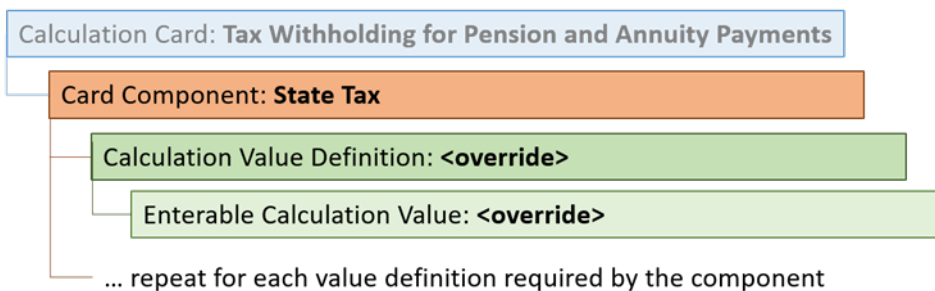 Calculation Card: Tax Withholding for Pension and Annuity Payments
Card Component: State Tax
Calculation Value Definition: <override>
Enterable Calculation Value: <override>
... repeat for each value definition required by the component